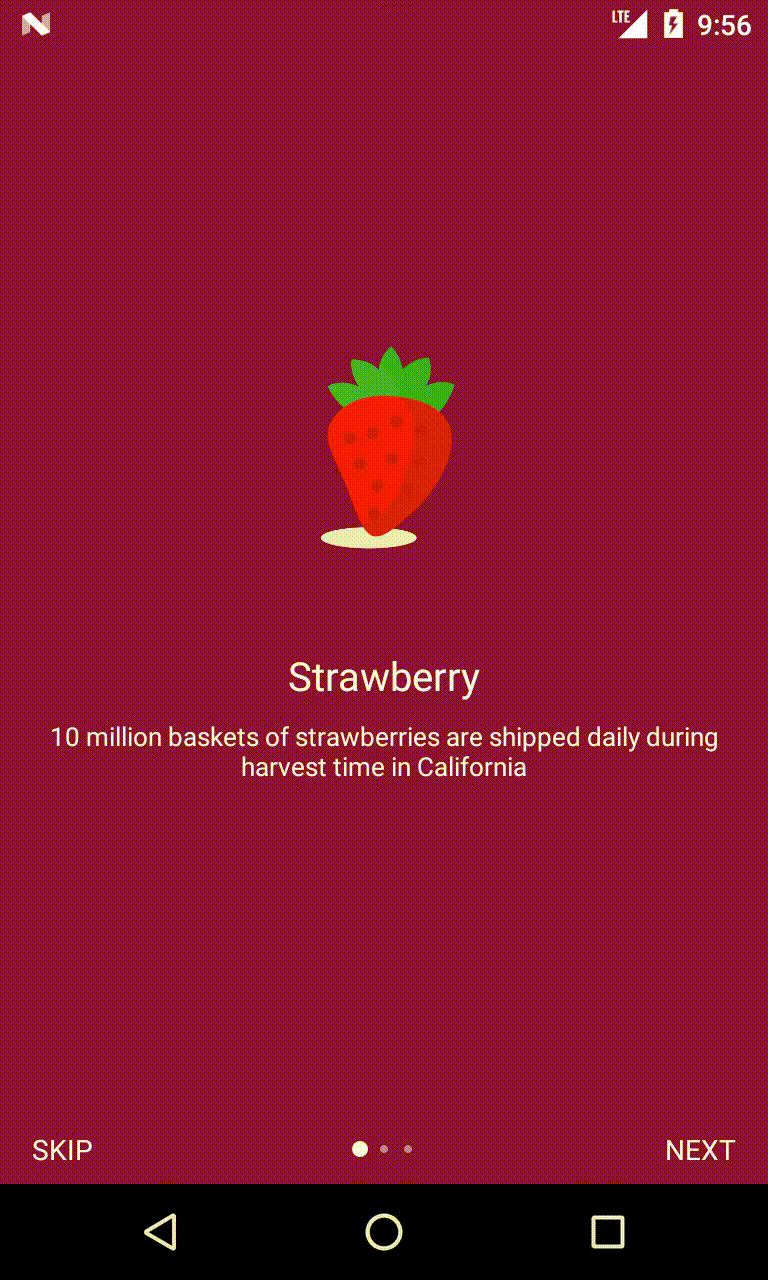 LTE 9:56
Strawberry
10 million baskets of strawberries are shipped daily during
harvest time in California
SKIP NEXT